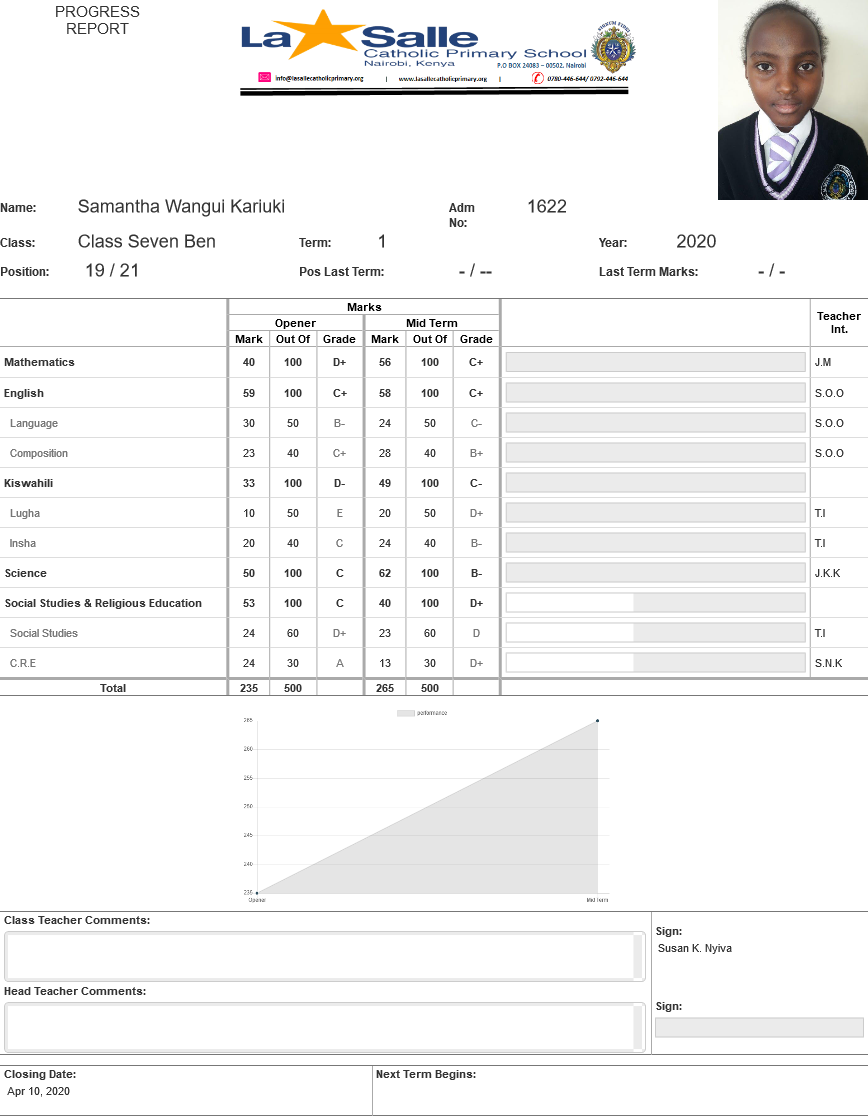 PROGRESS
REPORT
La Salle
Catholic Primary School
Nairobi, Kenya
P.O BOX 24083 – 00502, Nairobi
info@lasallecatholicprimary.org | www.lasallecatholicprimary.org | 0780-446-644/ 0792-446-644
Name: Samantha Wangui Kariuki Adm No: 1622
Class: Class Seven Ben Term: 1 Year: 2020
Position: 19 / 21 Pos Last Term: - / -- Last Term Marks: - / -
Marks
Opener Mid Term Teacher Int.
Mark Out Of Grade Mark Out Of Grade
Mathematics 40 100 D+ 56 100 C+ J.M
English 59 100 C+ 58 100 C+ S.O.O
Language 30 50 B- 24 50 C- S.O.O
Composition 23 40 C+ 28 40 B+ S.O.O
Kiswahili 33 100 D- 49 100 C-
Lugha 10 50 E 20 50 D+ T.I
Insha 20 40 C 24 40 B- T.I
Science 50 100 C 62 100 B- J.K.K
Social Studies & Religious Education 53 100 C 40 100 D+
Social Studies 24 60 D+ 23 60 D T.I
C.R.E 24 30 A 13 30 D+ S.N.K
Total 235 500 265 500
performance
265
260
255
250
245
240
235
Opener Mid Term
Class Teacher Comments:
Sign:
Susan K. Nyiva
Head Teacher Comments:
Sign:
Closing Date: Next Term Begins:
Apr 10, 2020